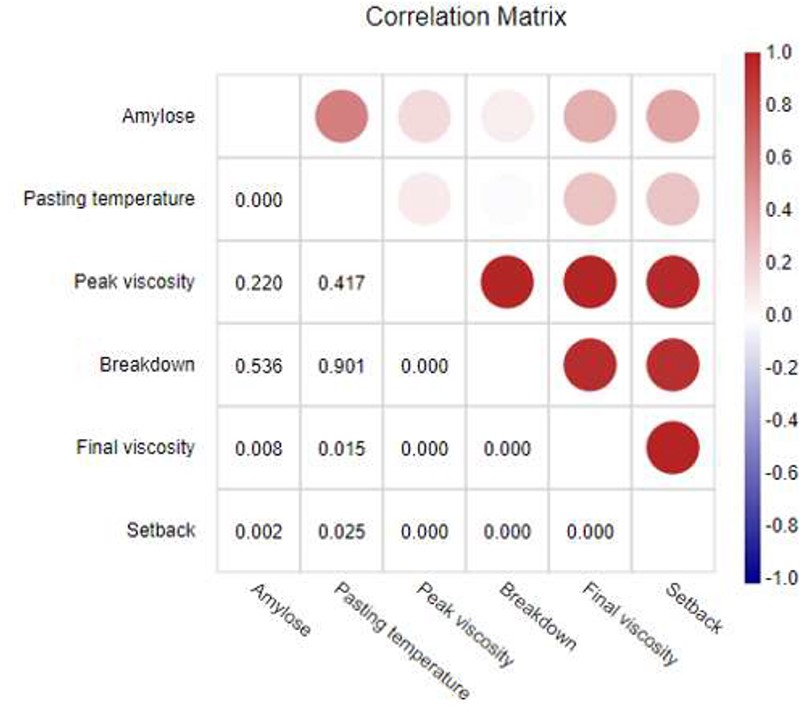 Correlation Matrix
1.0
0.8
0.6
0.4
0.2
0.0
-0.2
-0.4
-0.6
-0.8
-1.0
Amylose
Pasting temperature 0.000
Peak viscosity 0.220 0.417
Breakdown 0.536 0.901 0.000
Final viscosity 0.008 0.015 0.000 0.000
Setback 0.002 0.025 0.000 0.000 0.000
Amylose
Pasting temperature
Peak viscosity
Breakdown
Final viscosity
Setback